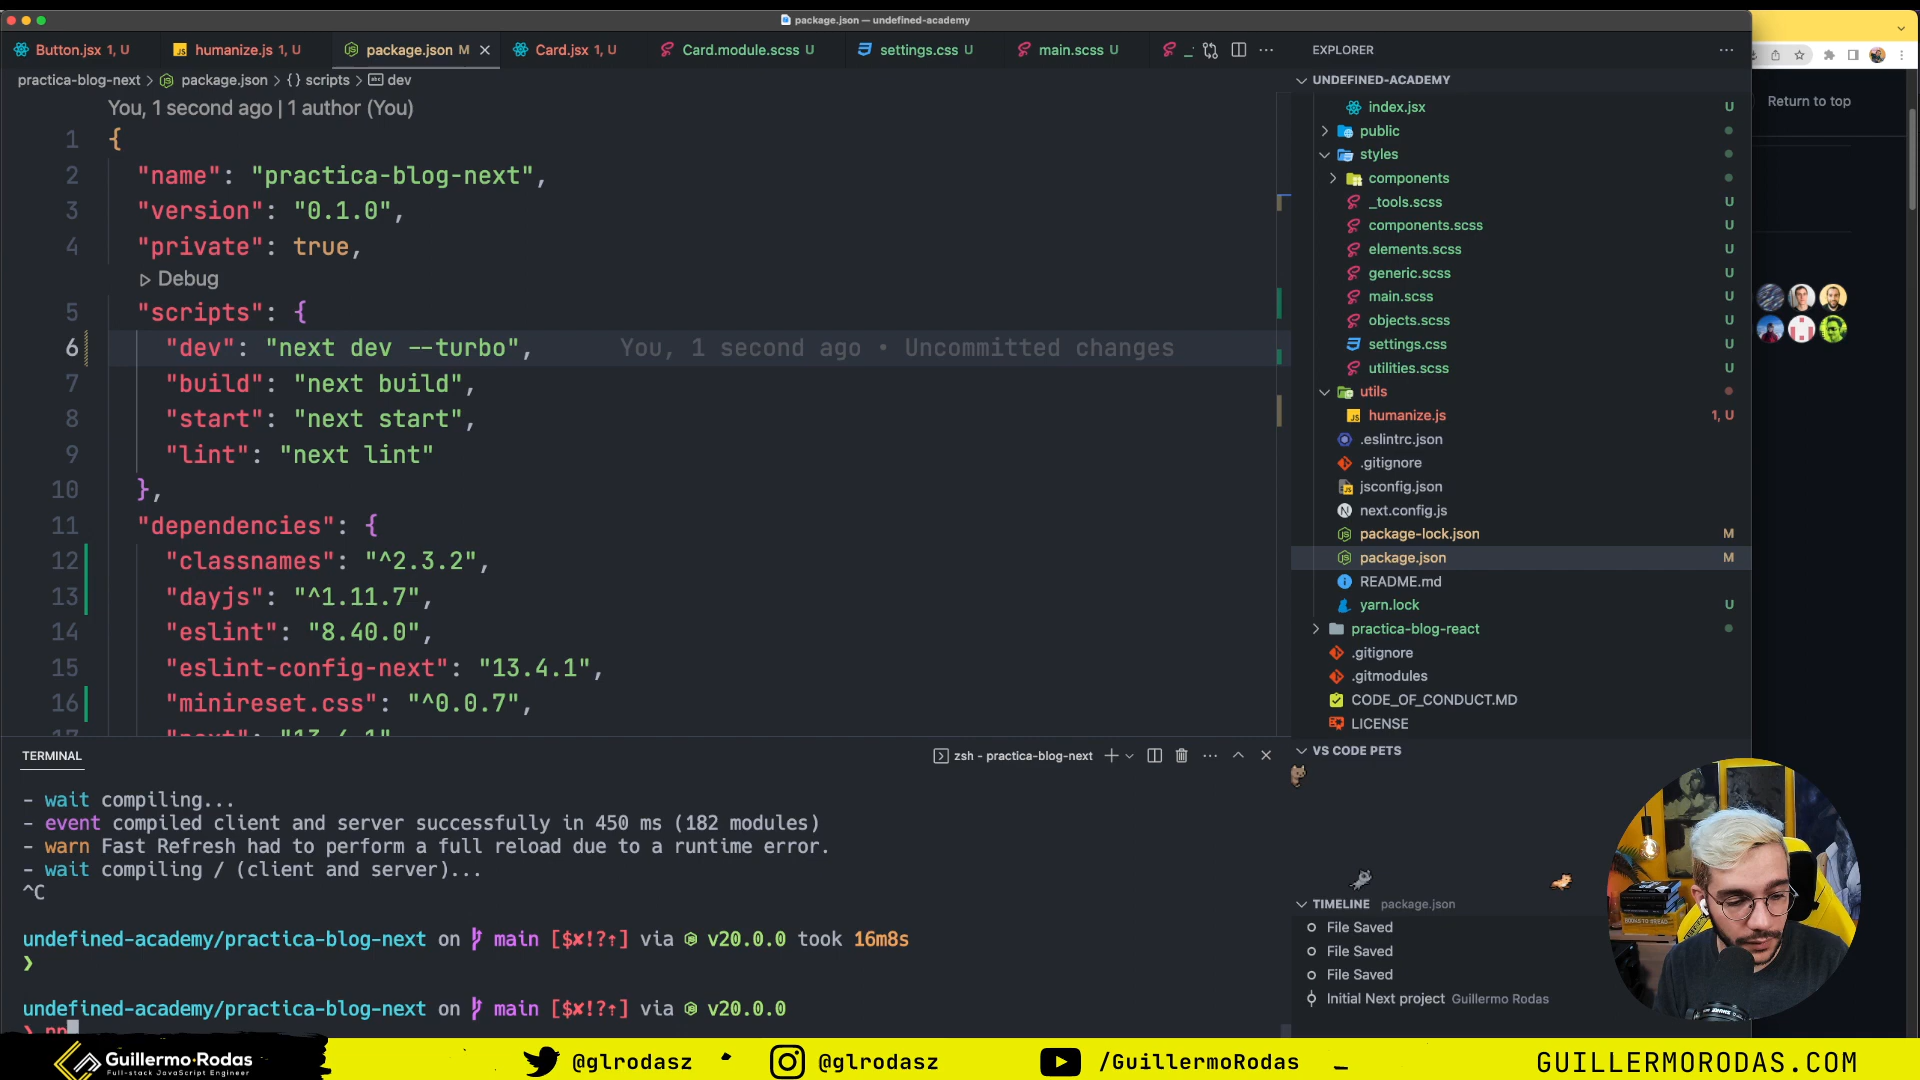 package.json — undefined-academy
Button.jsx 1, U
humanize.js 1, U
package.json M
Card.jsx 1, U
Card.module.scss U
settings.css U
main.scss U
practica-blog-next > package.json > {} scripts > dev
You, 1 second ago | 1 author (You)
1 {
2 "name": "practica-blog-next",
3 "version": "0.1.0",
4 "private": true,
Debug
5 "scripts": {
6 "dev": "next dev --turbo", You, 1 second ago • Uncommitted changes
7 "build": "next build",
8 "start": "next start",
9 "lint": "next lint"
10 },
11 "dependencies": {
12 "classnames": "^2.3.2",
13 "dayjs": "^1.11.7",
14 "eslint": "8.40.0",
15 "eslint-config-next": "13.4.1",
16 "minireset.css": "^0.0.7",
17 "next": "13.4.1"
TERMINAL
zsh - practica-blog-next
- wait compiling...
- event compiled client and server successfully in 450 ms (182 modules)
- warn Fast Refresh had to perform a full reload due to a runtime error.
- wait compiling / (client and server)...
^C
undefined-academy/practica-blog-next on main [$✘!?⇡] via v20.0.0 took 16m8s
❯
undefined-academy/practica-blog-next on main [$✘!?⇡] via v20.0.0
EXPLORER
UNDEFINED-ACADEMY
index.jsx U
public
styles
components
_tools.scss U
components.scss U
elements.scss U
generic.scss U
main.scss U
objects.scss U
settings.css U
utilities.scss U
utils
humanize.js 1, U
.eslintrc.json
.gitignore
jsconfig.json
next.config.js
package-lock.json M
package.json M
README.md
yarn.lock U
practica-blog-react
.gitignore
.gitmodules
CODE_OF_CONDUCT.MD
LICENSE
VS CODE PETS
TIMELINE package.json
File Saved
File Saved
File Saved
Initial Next project Guillermo Rodas
Return to top
Guillermo·Rodas
Full-stack JavaScript Engineer
@glrodasz
@glrodasz
/GuillermoRodas
GUILLERMORODAS.COM